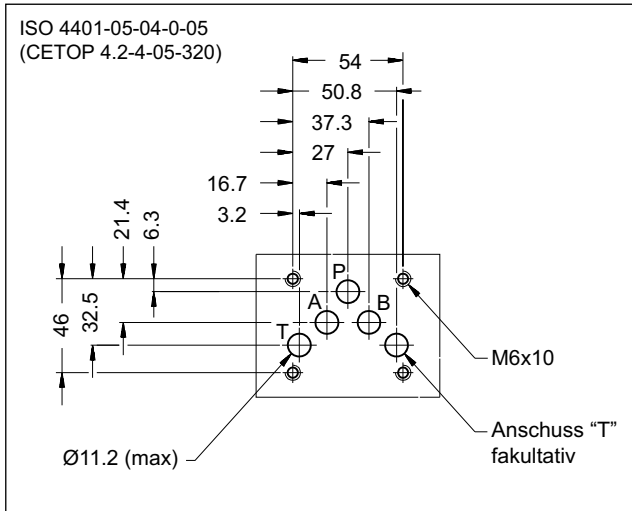 ISO 4401-05-04-0-05
(CETOP 4.2-4-05-320)
54
50.8
37.3
27
16.7
3.2
21.4
6.3
46
32.5
P
A
B
T
M6x10
Ø11.2 (max)
Anschuss “T”
fakultativ